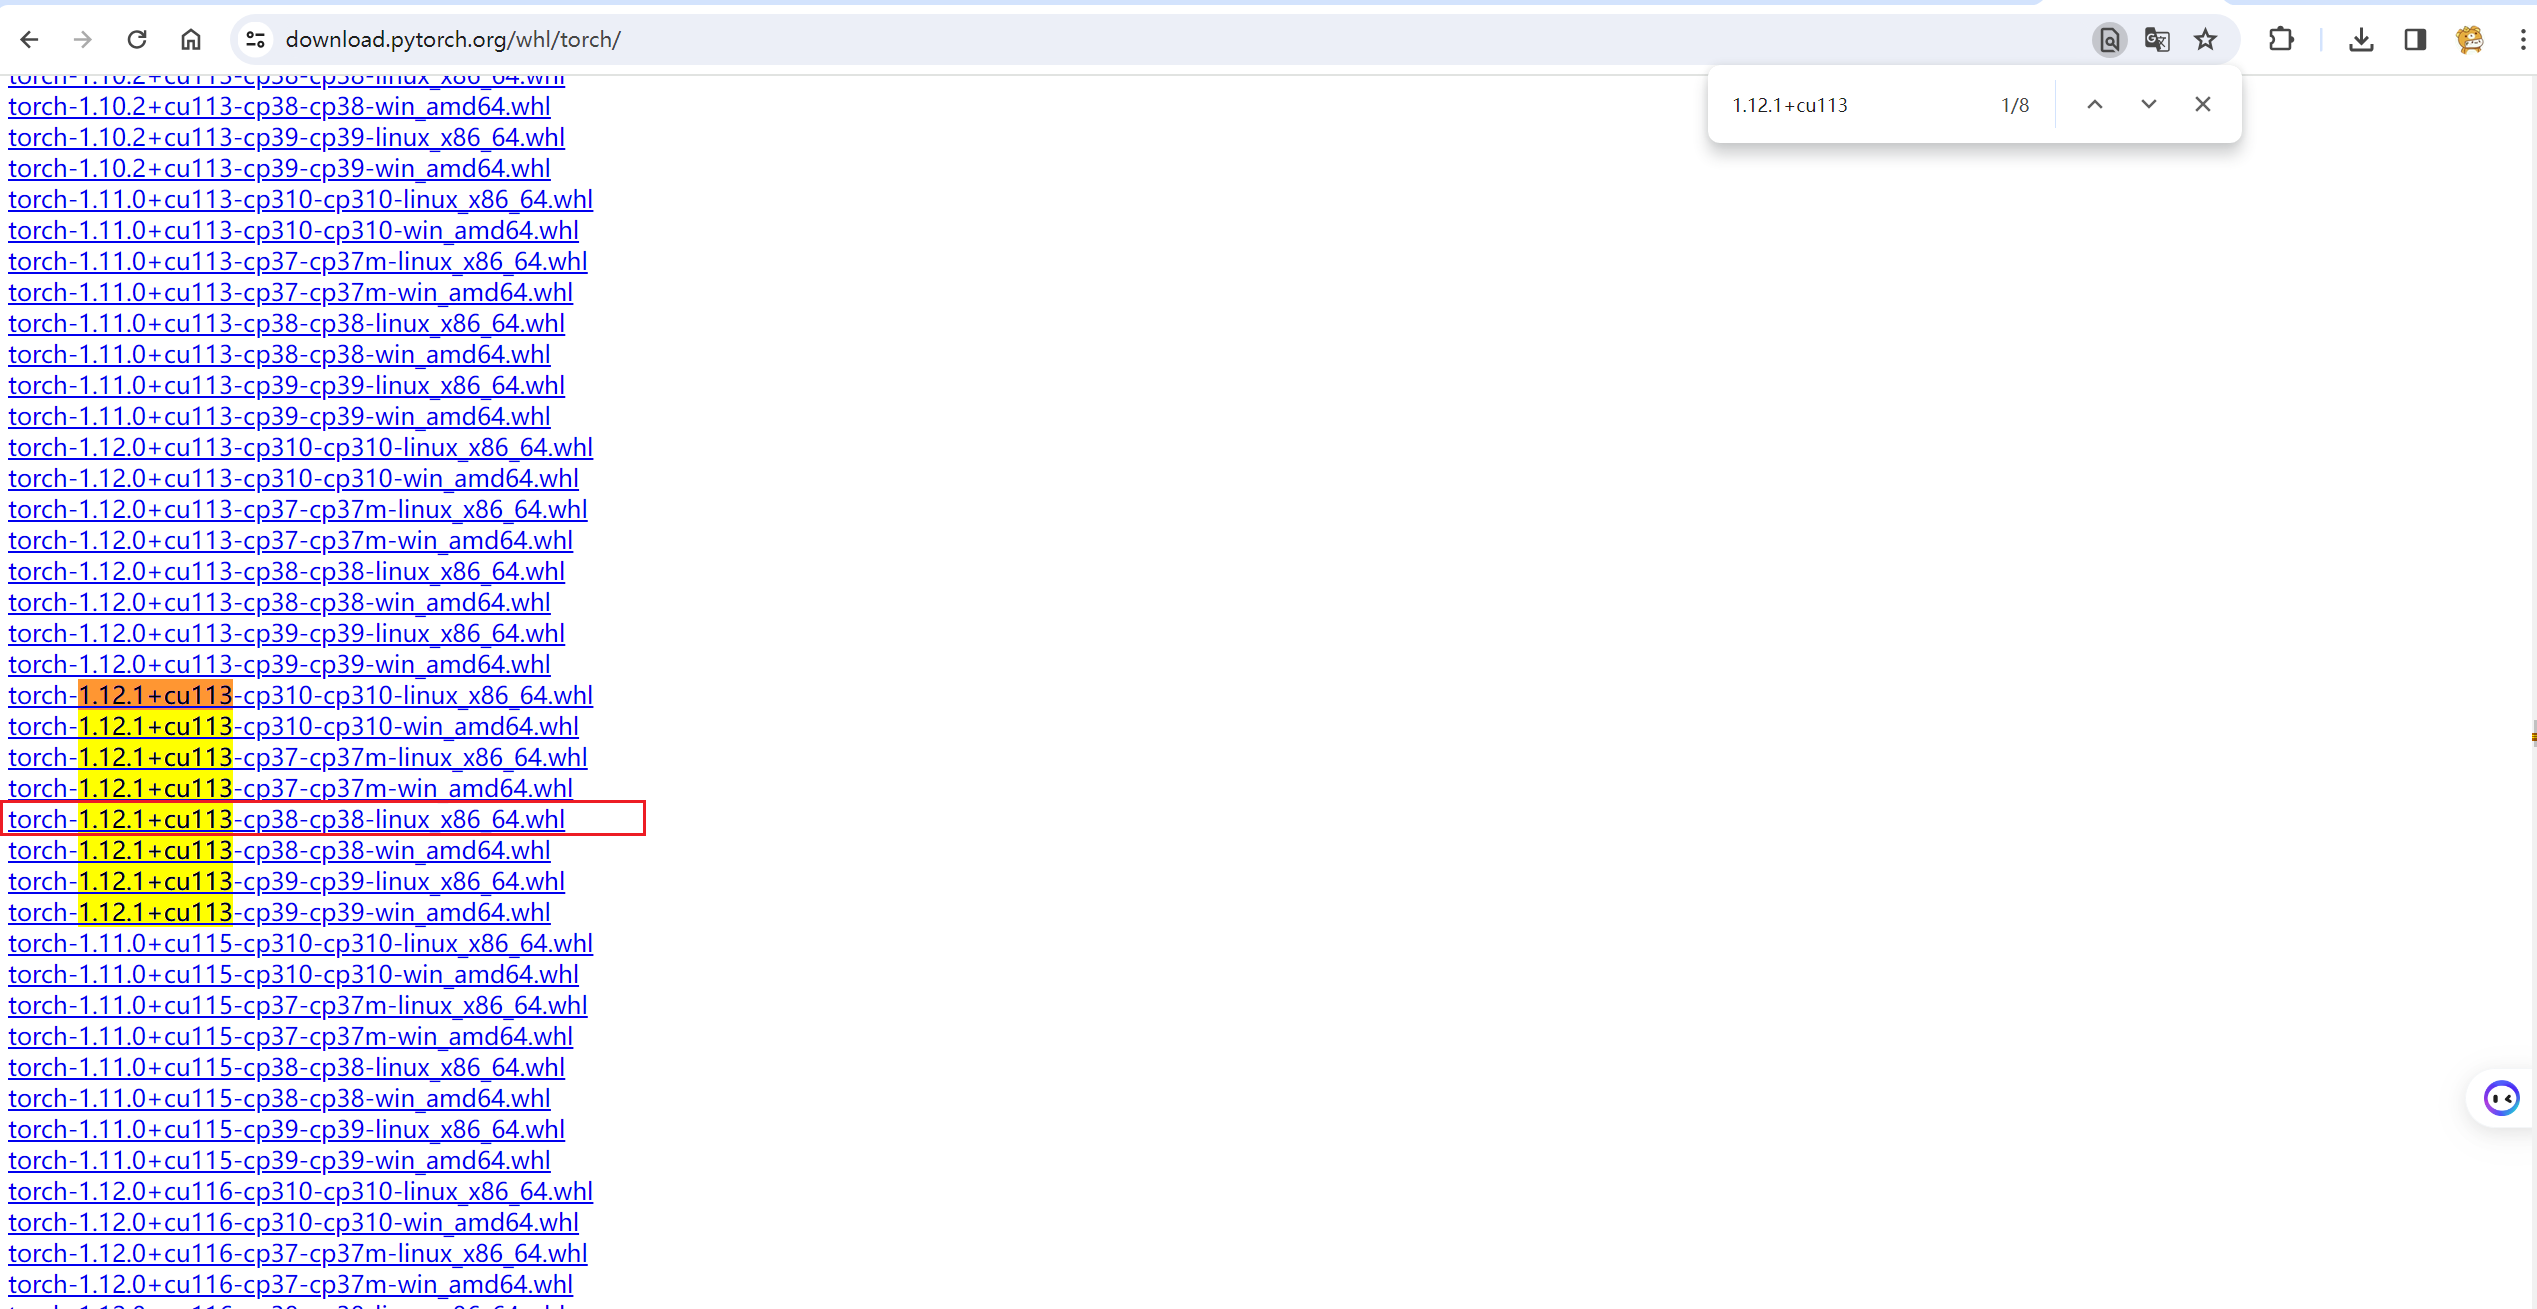 download.pytorch.org/whl/torch/
1.12.1+cu113 1/8
torch-1.10.2+cu113-cp38-cp38-linux_x86_64.whl
torch-1.10.2+cu113-cp38-cp38-win_amd64.whl
torch-1.10.2+cu113-cp39-cp39-linux_x86_64.whl
torch-1.10.2+cu113-cp39-cp39-win_amd64.whl
torch-1.11.0+cu113-cp310-cp310-linux_x86_64.whl
torch-1.11.0+cu113-cp310-cp310-win_amd64.whl
torch-1.11.0+cu113-cp37-cp37m-linux_x86_64.whl
torch-1.11.0+cu113-cp37-cp37m-win_amd64.whl
torch-1.11.0+cu113-cp38-cp38-linux_x86_64.whl
torch-1.11.0+cu113-cp38-cp38-win_amd64.whl
torch-1.11.0+cu113-cp39-cp39-linux_x86_64.whl
torch-1.11.0+cu113-cp39-cp39-win_amd64.whl
torch-1.12.0+cu113-cp310-cp310-linux_x86_64.whl
torch-1.12.0+cu113-cp310-cp310-win_amd64.whl
torch-1.12.0+cu113-cp37-cp37m-linux_x86_64.whl
torch-1.12.0+cu113-cp37-cp37m-win_amd64.whl
torch-1.12.0+cu113-cp38-cp38-linux_x86_64.whl
torch-1.12.0+cu113-cp38-cp38-win_amd64.whl
torch-1.12.0+cu113-cp39-cp39-linux_x86_64.whl
torch-1.12.0+cu113-cp39-cp39-win_amd64.whl
torch-1.12.1+cu113-cp310-cp310-linux_x86_64.whl
torch-1.12.1+cu113-cp310-cp310-win_amd64.whl
torch-1.12.1+cu113-cp37-cp37m-linux_x86_64.whl
torch-1.12.1+cu113-cp37-cp37m-win_amd64.whl
torch-1.12.1+cu113-cp38-cp38-linux_x86_64.whl
torch-1.12.1+cu113-cp38-cp38-win_amd64.whl
torch-1.12.1+cu113-cp39-cp39-linux_x86_64.whl
torch-1.12.1+cu113-cp39-cp39-win_amd64.whl
torch-1.11.0+cu115-cp310-cp310-linux_x86_64.whl
torch-1.11.0+cu115-cp310-cp310-win_amd64.whl
torch-1.11.0+cu115-cp37-cp37m-linux_x86_64.whl
torch-1.11.0+cu115-cp37-cp37m-win_amd64.whl
torch-1.11.0+cu115-cp38-cp38-linux_x86_64.whl
torch-1.11.0+cu115-cp38-cp38-win_amd64.whl
torch-1.11.0+cu115-cp39-cp39-linux_x86_64.whl
torch-1.11.0+cu115-cp39-cp39-win_amd64.whl
torch-1.12.0+cu116-cp310-cp310-linux_x86_64.whl
torch-1.12.0+cu116-cp310-cp310-win_amd64.whl
torch-1.12.0+cu116-cp37-cp37m-linux_x86_64.whl
torch-1.12.0+cu116-cp37-cp37m-win_amd64.whl